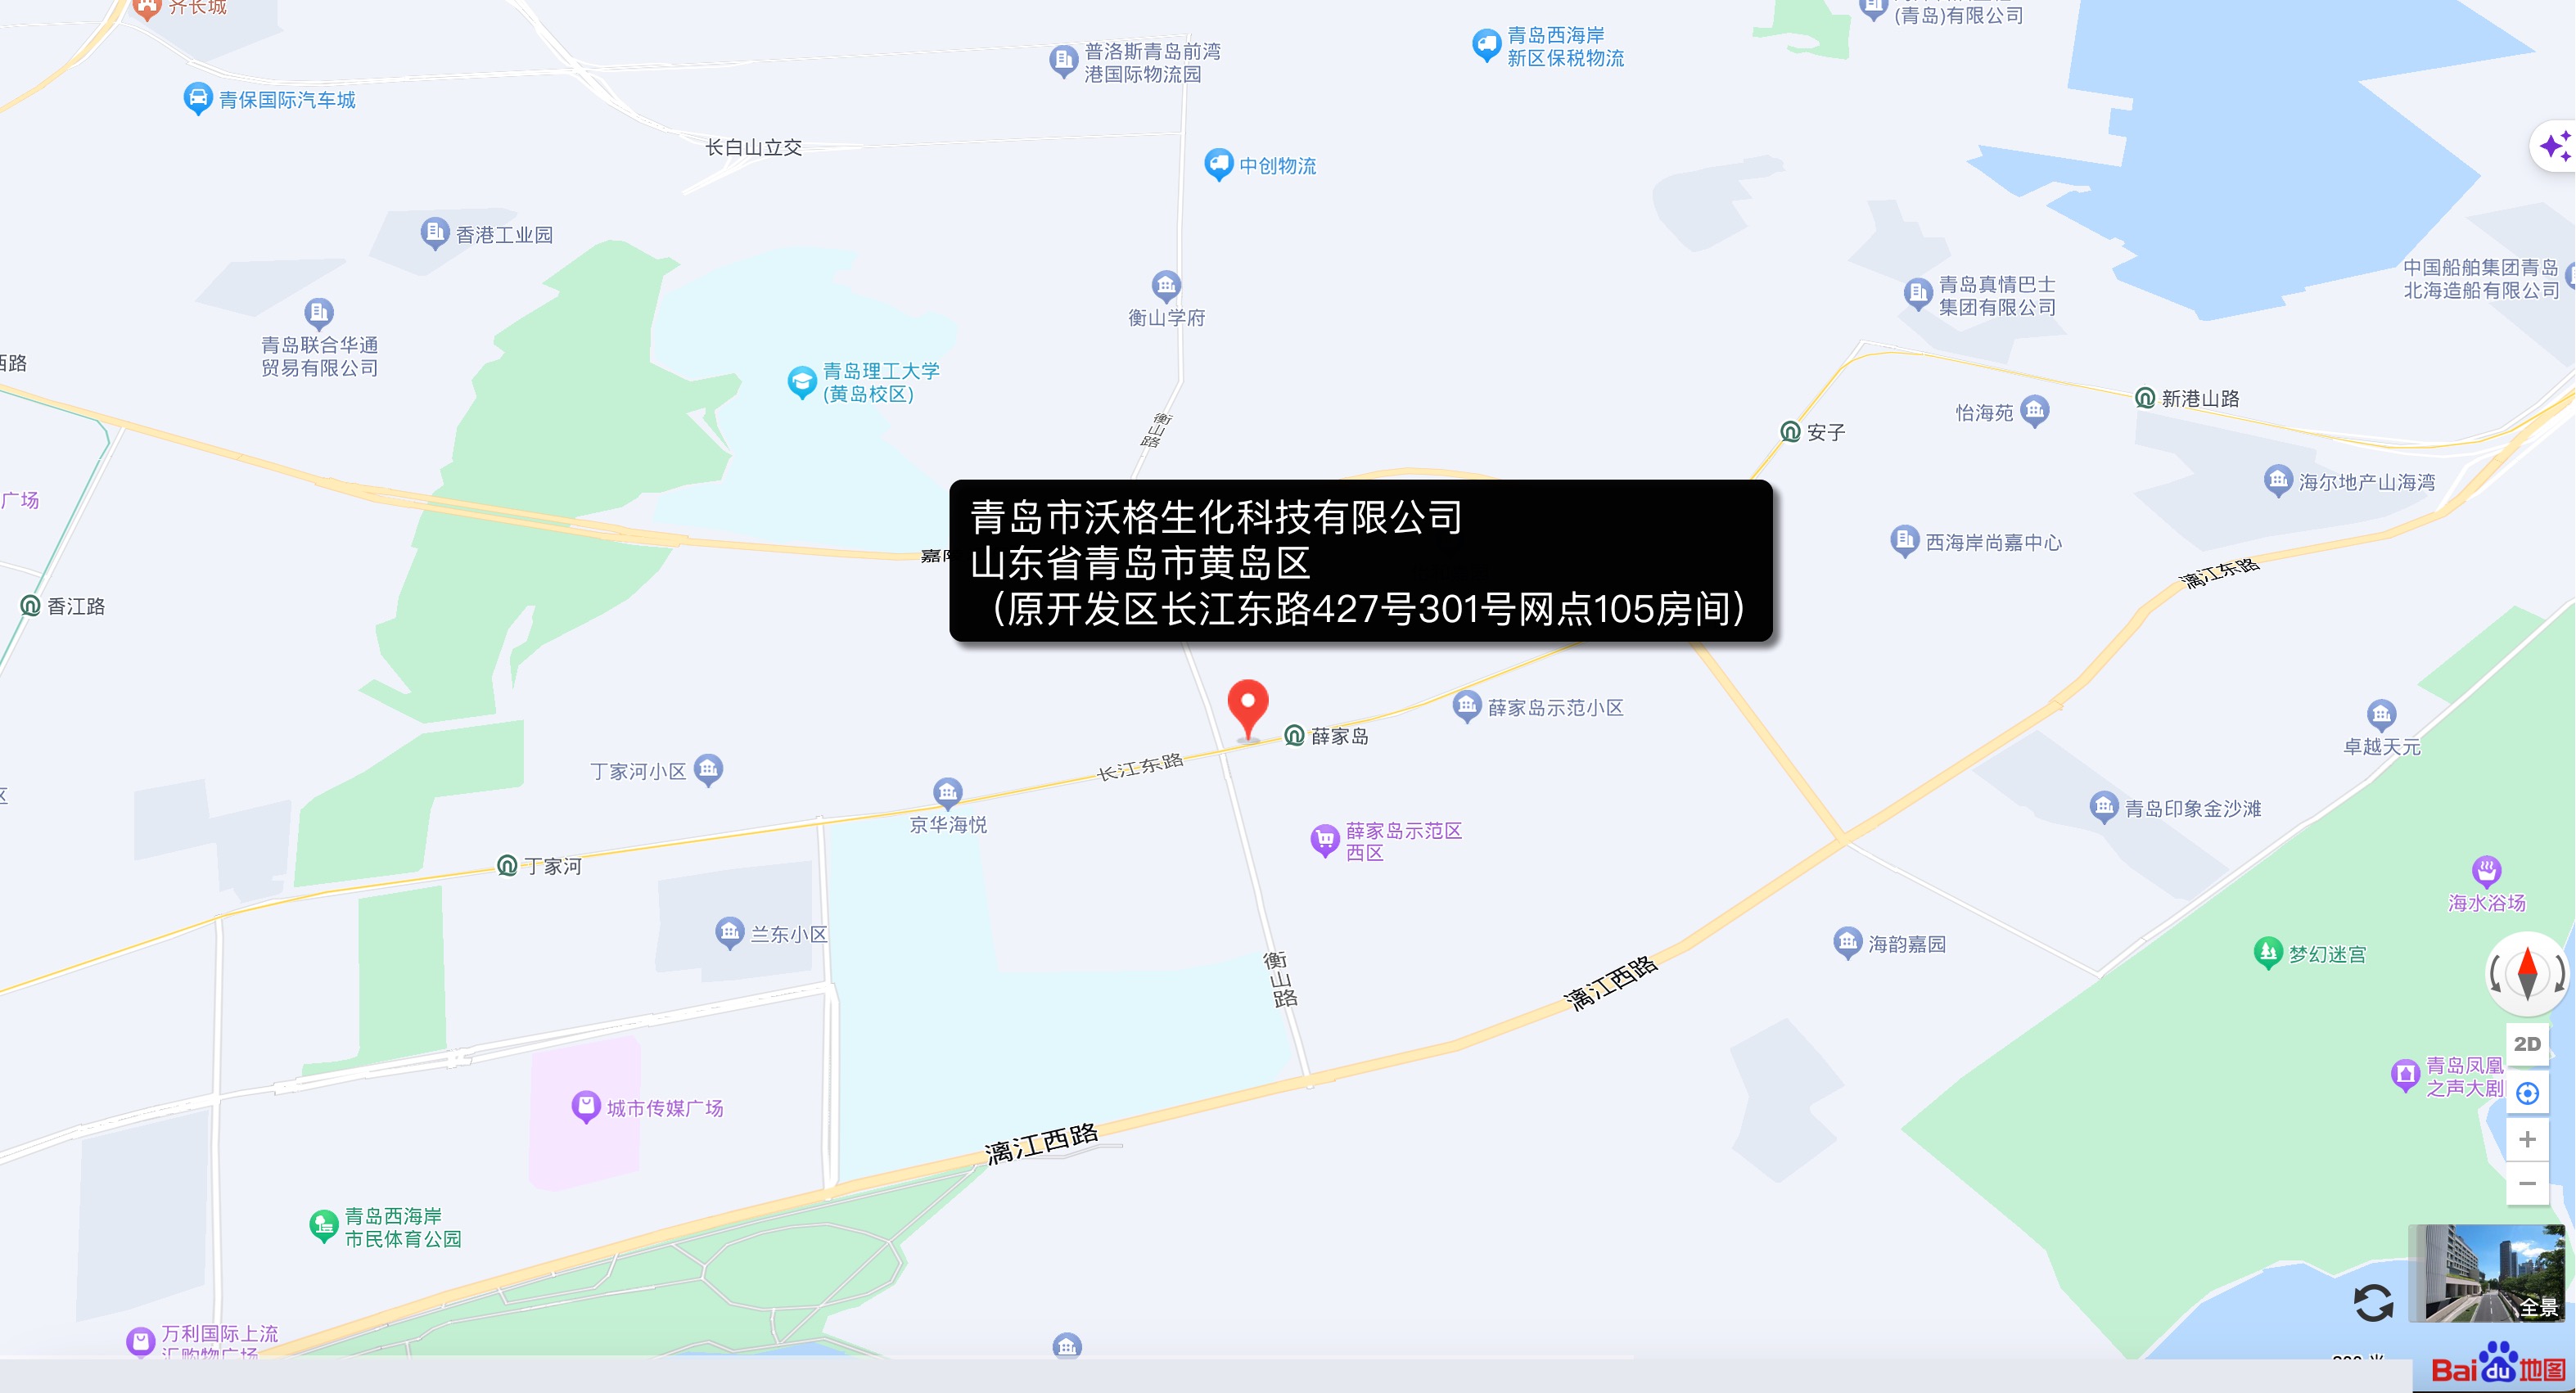 齐长城
(青岛)有限公司
普洛斯青岛前湾
港国际物流园
青岛西海岸
新区保税物流
青保国际汽车城
长白山立交
中创物流
香港工业园
衡山学府
青岛真情巴士
集团有限公司
中国船舶集团青岛
北海造船有限公司
青岛联合华通
贸易有限公司
西路
青岛理工大学
(黄岛校区)
新港山路
怡海苑
安子
衡山路
海尔地产山海湾
广场
西海岸尚嘉中心
漓江东路
青岛市沃格生化科技有限公司
山东省青岛市黄岛区
（原开发区长江东路427号301号网点105房间）
香江路
薛家岛示范小区
薛家岛
卓越天元
长江东路
丁家河小区
区
京华海悦
薛家岛示范区
西区
青岛印象金沙滩
丁家河
海水浴场
兰东小区
海韵嘉园
梦幻迷宫
衡山路
漓江西路
2D
青岛凤凰
之声大剧
城市传媒广场
漓江西路
青岛西海岸
市民体育公园
全景
万利国际上流
汇购物广场
Bai du 地图